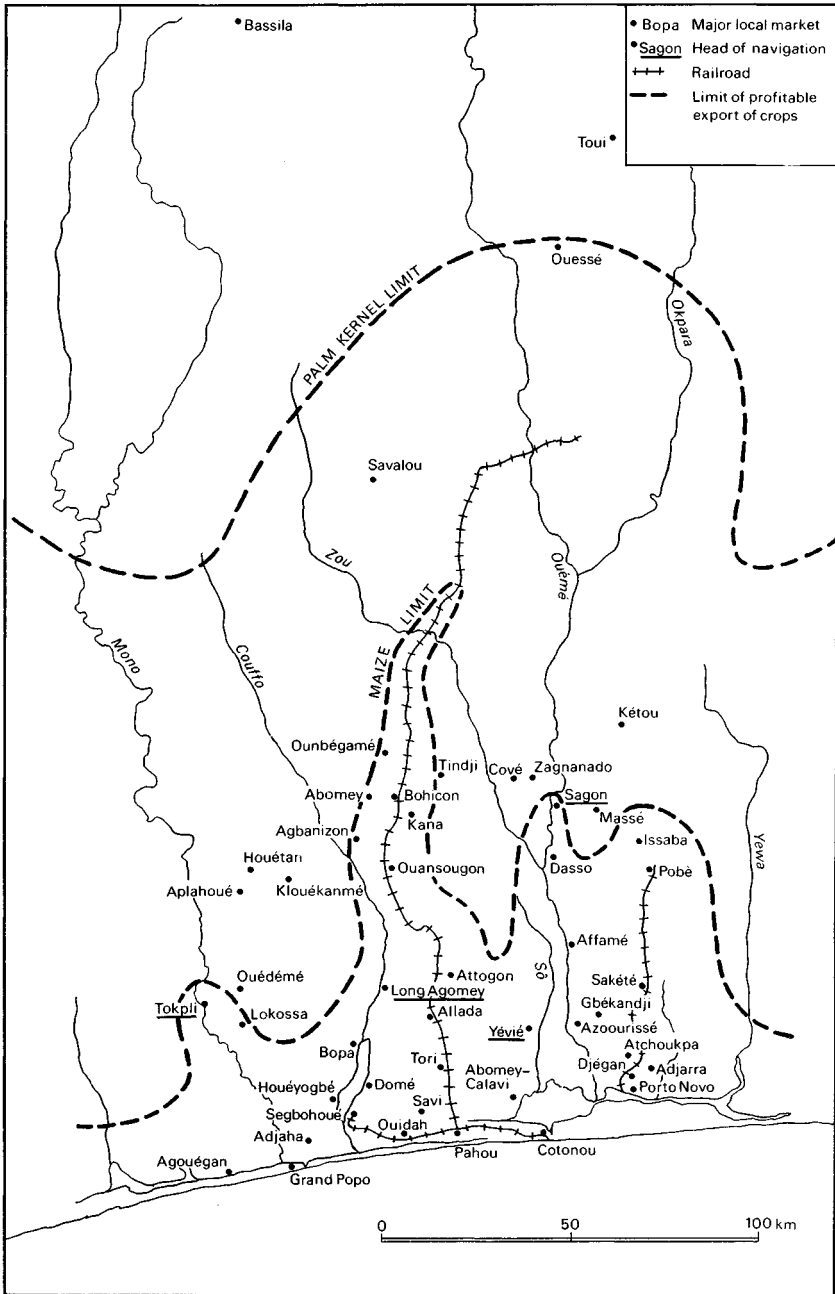 Bassila
Bopa Major local market
Sagon Head of navigation
Railroad
Limit of profitable
export of crops
Toui
Ouessé
PALM KERNEL LIMIT
Okpara
Savalou
Zou
Ouèmé
MAIZE LIMIT
Mono
Couffo
Kétou
Ounbégamé
Tindji
Cové
Zagnanado
Abomey
Bohicon
Sagon
Kana
Massé
Agbanizon
Issaba
Yewa
Houétan
Ouansougon
Dasso
Pobè
Aplahoué
Klouékanmé
Affamé
Sô
Ouédémé
Attogon
Long Agomey
Sakété
Tokpli
Lokossa
Allada
Gbékandji
Yévié
Azoourissé
Bopa
Atchoukpa
Tori
Abomey-
Calavi
Djégan
Adjarra
Houéyogbé
Domé
Porto Novo
Savi
Segbohoué
Ouidah
Adjaha
Pahou
Cotonou
Agouégan
Grand Popo
0 50 100 km